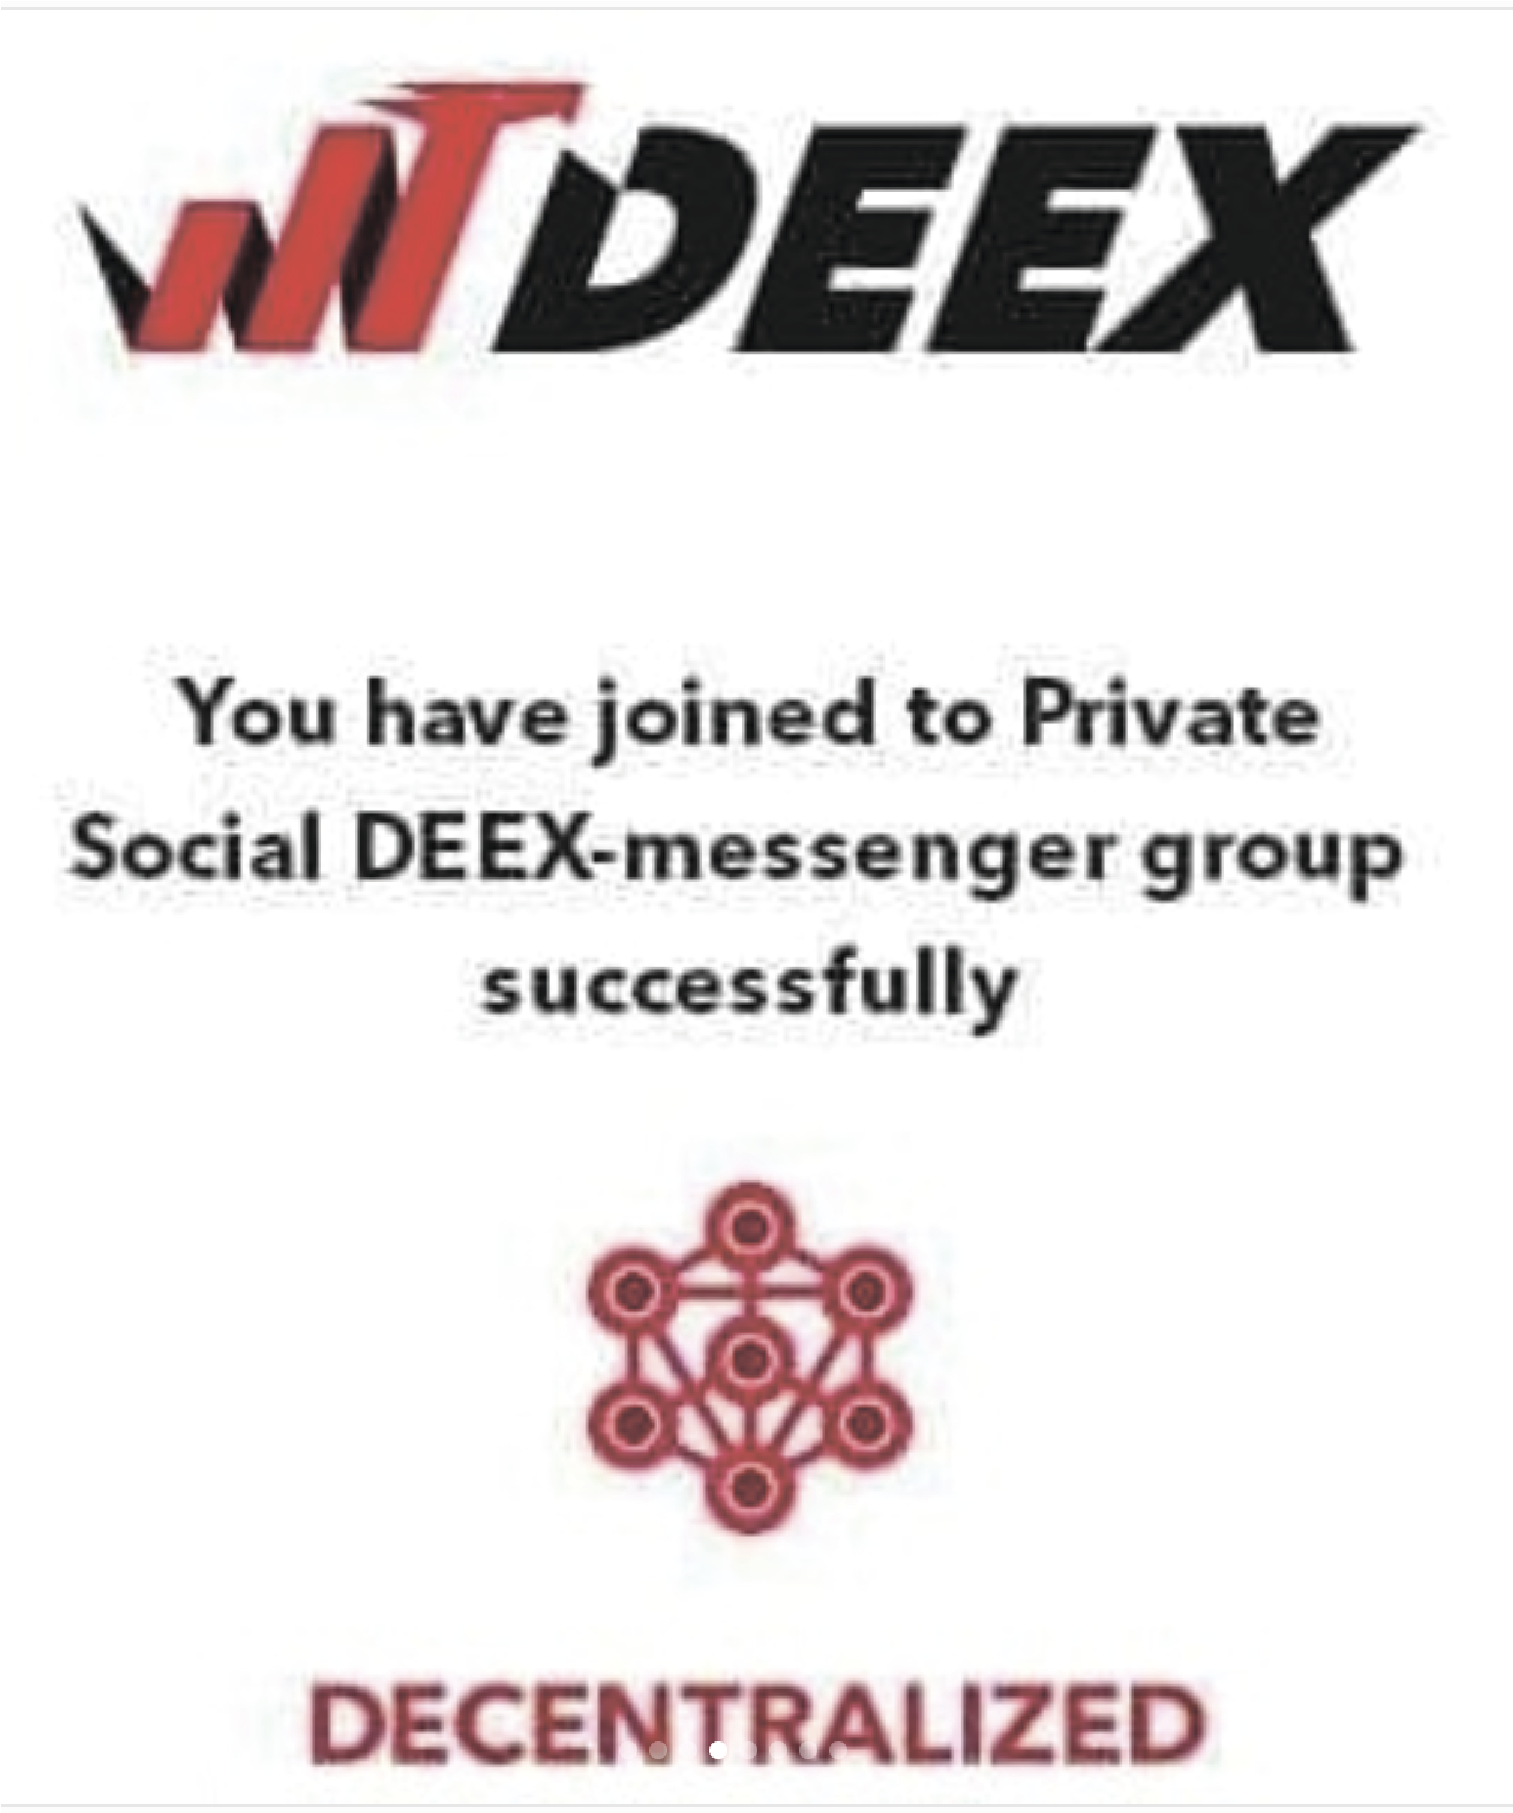 DEEX
You have joined to Private
Social DEEX-messenger group
successfully
DECENTRALIZED